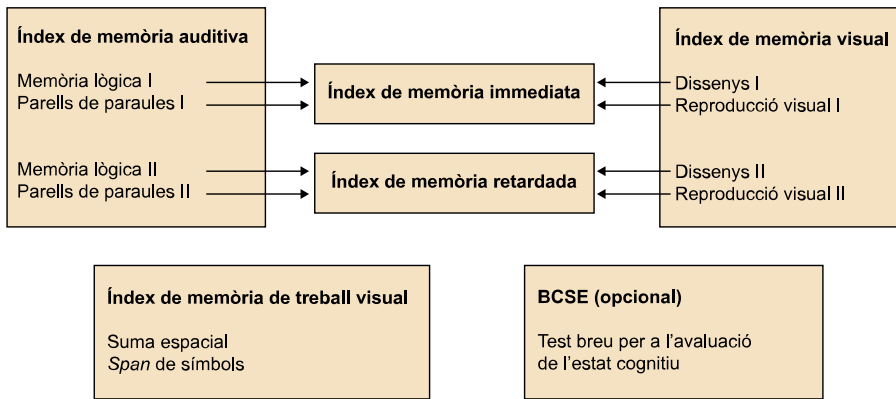 Índex de memòria auditiva
Memòria lògica I
Parells de paraules I
Memòria lògica II
Parells de paraules II
Índex de memòria immediata
Índex de memòria retardada
Índex de memòria visual
Dissenys I
Reproducció visual I
Dissenys II
Reproducció visual II
Índex de memòria de treball visual
Suma espacial
Span de símbols
BCSE (opcional)
Test breu per a l’avaluació
de l’estat cognitiu